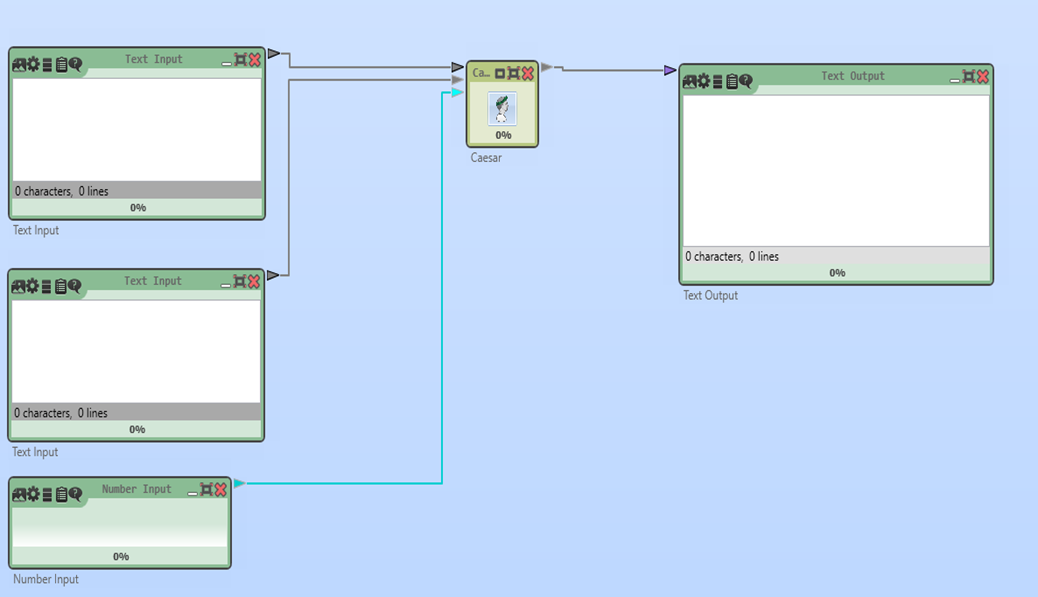 Text Input
0 characters,  0 lines
0%
Text Input
Text Input
0 characters,  0 lines
0%
Text Input
Number Input
0%
Number Input
Ca...
0%
Caesar
Text Output
0 characters,  0 lines
0%
Text Output